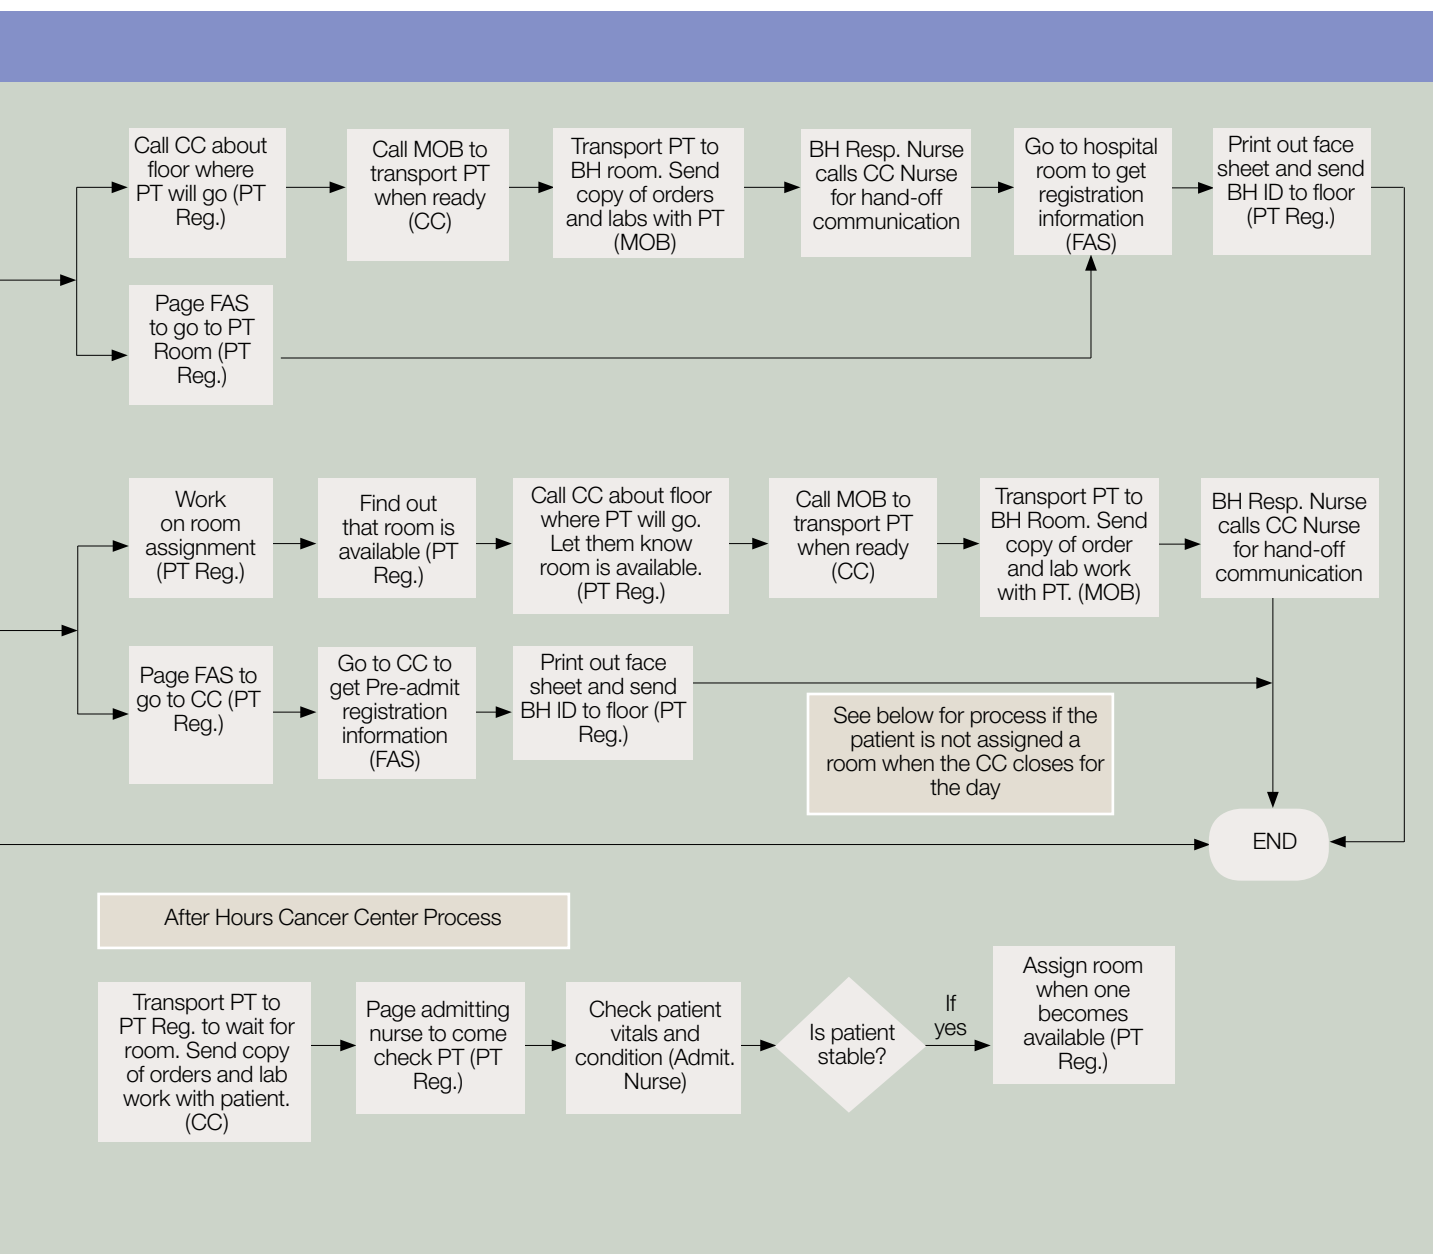 Call CC about
floor where
PT will go (PT
Reg.)
Call MOB to
transport PT
when ready
(CC)
Transport PT to
BH room. Send
copy of orders
and labs with PT
(MOB)
BH Resp. Nurse
calls CC Nurse
for hand-off
communication
Go to hospital
room to get
registration
information
(FAS)
Print out face
sheet and send
BH ID to floor
(PT Reg.)
Page FAS
to go to PT
Room (PT
Reg.)
Work
on room
assignment
(PT Reg.)
Find out
that room is
available (PT
Reg.)
Call CC about floor
where PT will go.
Let them know
room is available.
(PT Reg.)
Call MOB to
transport PT
when ready
(CC)
Transport PT to
BH Room. Send
copy of order
and lab work
with PT. (MOB)
BH Resp. Nurse
calls CC Nurse
for hand-off
communication
Page FAS to
go to CC (PT
Reg.)
Go to CC to
get Pre-admit
registration
information
(FAS)
Print out face
sheet and send
BH ID to floor (PT
Reg.)
See below for process if the
patient is not assigned a
room when the CC closes for
the day
END
After Hours Cancer Center Process
Transport PT to
PT Reg. to wait for
room. Send copy
of orders and lab
work with patient.
(CC)
Page admitting
nurse to come
check PT (PT
Reg.)
Check patient
vitals and
condition (Admit.
Nurse)
Is patient
stable?
If
yes
Assign room
when one
becomes
available (PT
Reg.)